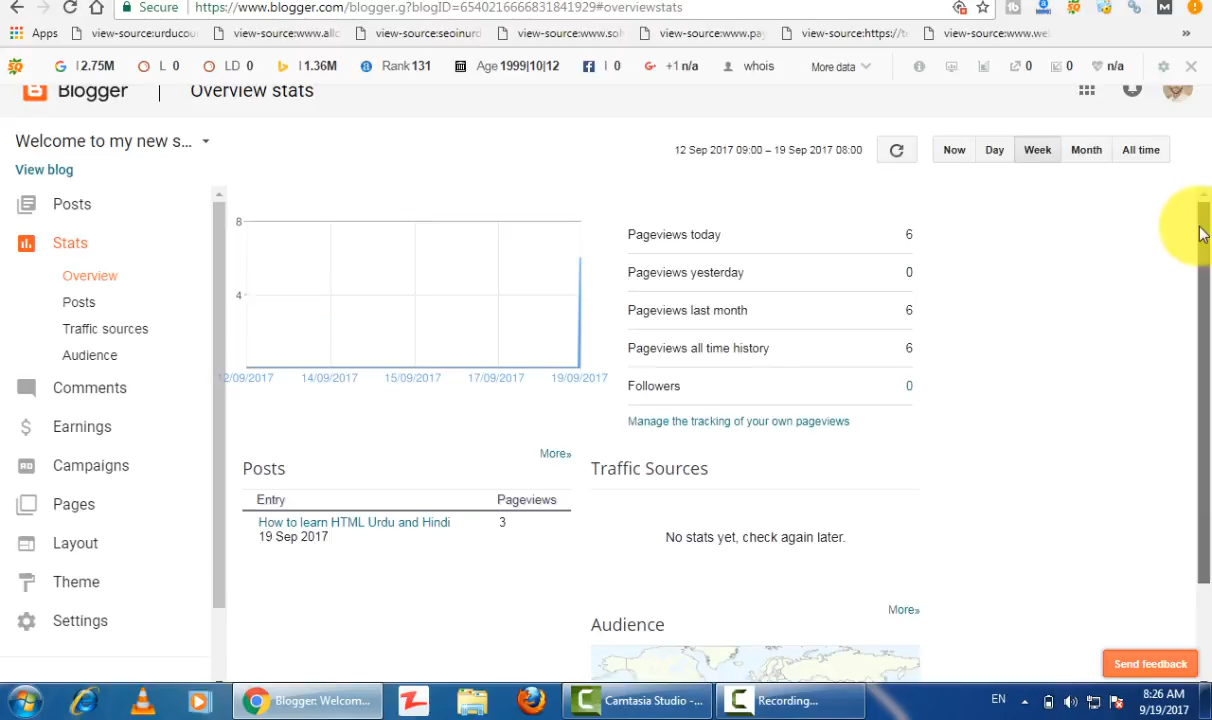 Secure https://www.blogger.com/blogger.g?blogID=6540216666831841929#overviewstats
Apps view-source:urducou view-source:www.allc view-source:seoinurd view-source:www.soh view-source:www.pay view-source:https://te view-source:www.we »
I 2.75M L 0 LD 0 I 1.36M Rank 131 Age 1999|10|12 I 0 +1 n/a whois More data 0 0 n/a
Blogger | Overview stats
Welcome to my new s...
12 Sep 2017 09:00 – 19 Sep 2017 08:00 Now Day Week Month All time
View blog
Posts
Stats
Overview
Posts
Traffic sources
Audience
Comments
Earnings
Campaigns
Pages
Layout
Theme
Settings
8
4
12/09/2017 14/09/2017 15/09/2017 17/09/2017 19/09/2017
Pageviews today 6
Pageviews yesterday 0
Pageviews last month 6
Pageviews all time history 6
Followers 0
Manage the tracking of your own pageviews
More»
Posts
Entry Pageviews
How to learn HTML Urdu and Hindi 3
19 Sep 2017
Traffic Sources
No stats yet, check again later.
More»
Audience
Send feedback
Blogger: Welcom... Camtasia Studio -... Recording... EN 8:26 AM
9/19/2017